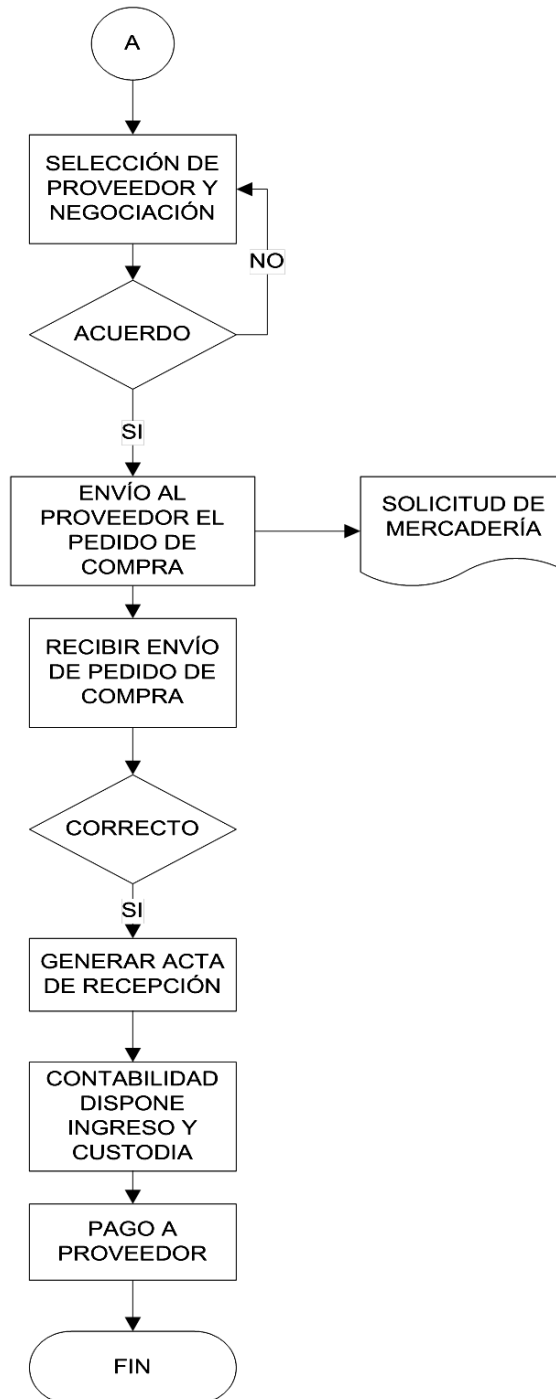 A
SELECCIÓN DE
PROVEEDOR Y
NEGOCIACIÓN
NO
ACUERDO
SI
ENVÍO AL
PROVEEDOR EL
PEDIDO DE
COMPRA
SOLICITUD DE
MERCADERÍA
RECIBIR ENVÍO
DE PEDIDO DE
COMPRA
CORRECTO
SI
GENERAR ACTA
DE RECEPCIÓN
CONTABILIDAD
DISPONE
INGRESO Y
CUSTODIA
PAGO A
PROVEEDOR
FIN